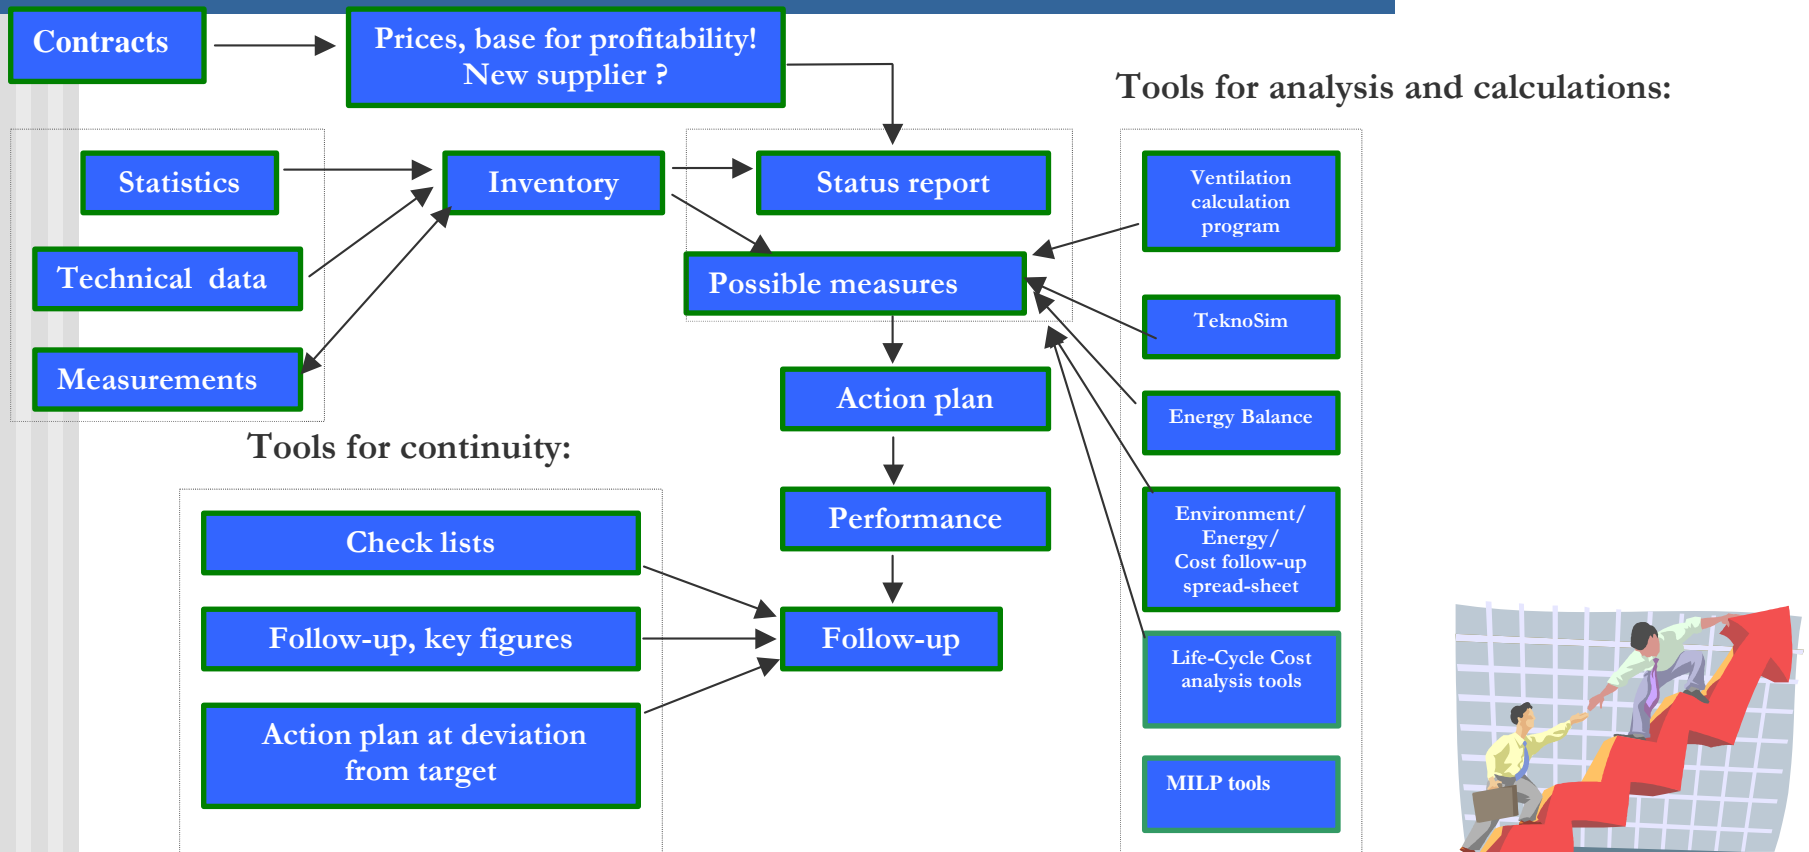 Contracts
Prices, base for profitability!
New supplier ?
Tools for analysis and calculations:
Statistics
Inventory
Status report
Technical data
Possible measures
Measurements
Action plan
Performance
Follow-up
Tools for continuity:
Check lists
Follow-up, key figures
Action plan at deviation
from target
Ventilation
calculation
program
TeknoSim
Energy Balance
Environment/
Energy/
Cost follow-up
spread-sheet
Life-Cycle Cost
analysis tools
MILP tools